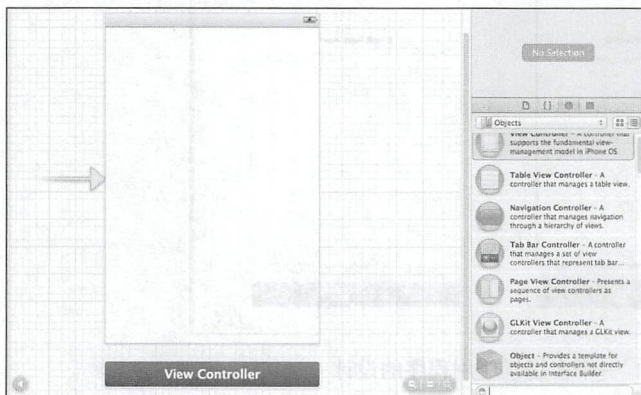 No Selection
Objects
View Controller - A controller that
supports the fundamental view-
management model in iPhone OS.
Table View Controller - A
controller that manages a table view.
Navigation Controller - A
controller that manages navigation
through a hierarchy of views.
Tab Bar Controller - A controller
that manages a set of view
controllers that represent tab bar...
Page View Controller - Presents a
sequence of view controllers as
pages.
GLKit View Controller - A
controller that manages a GLKit view.
Object - Provides a template for
objects and controllers not directly
available in Interface Builder.
View Controller